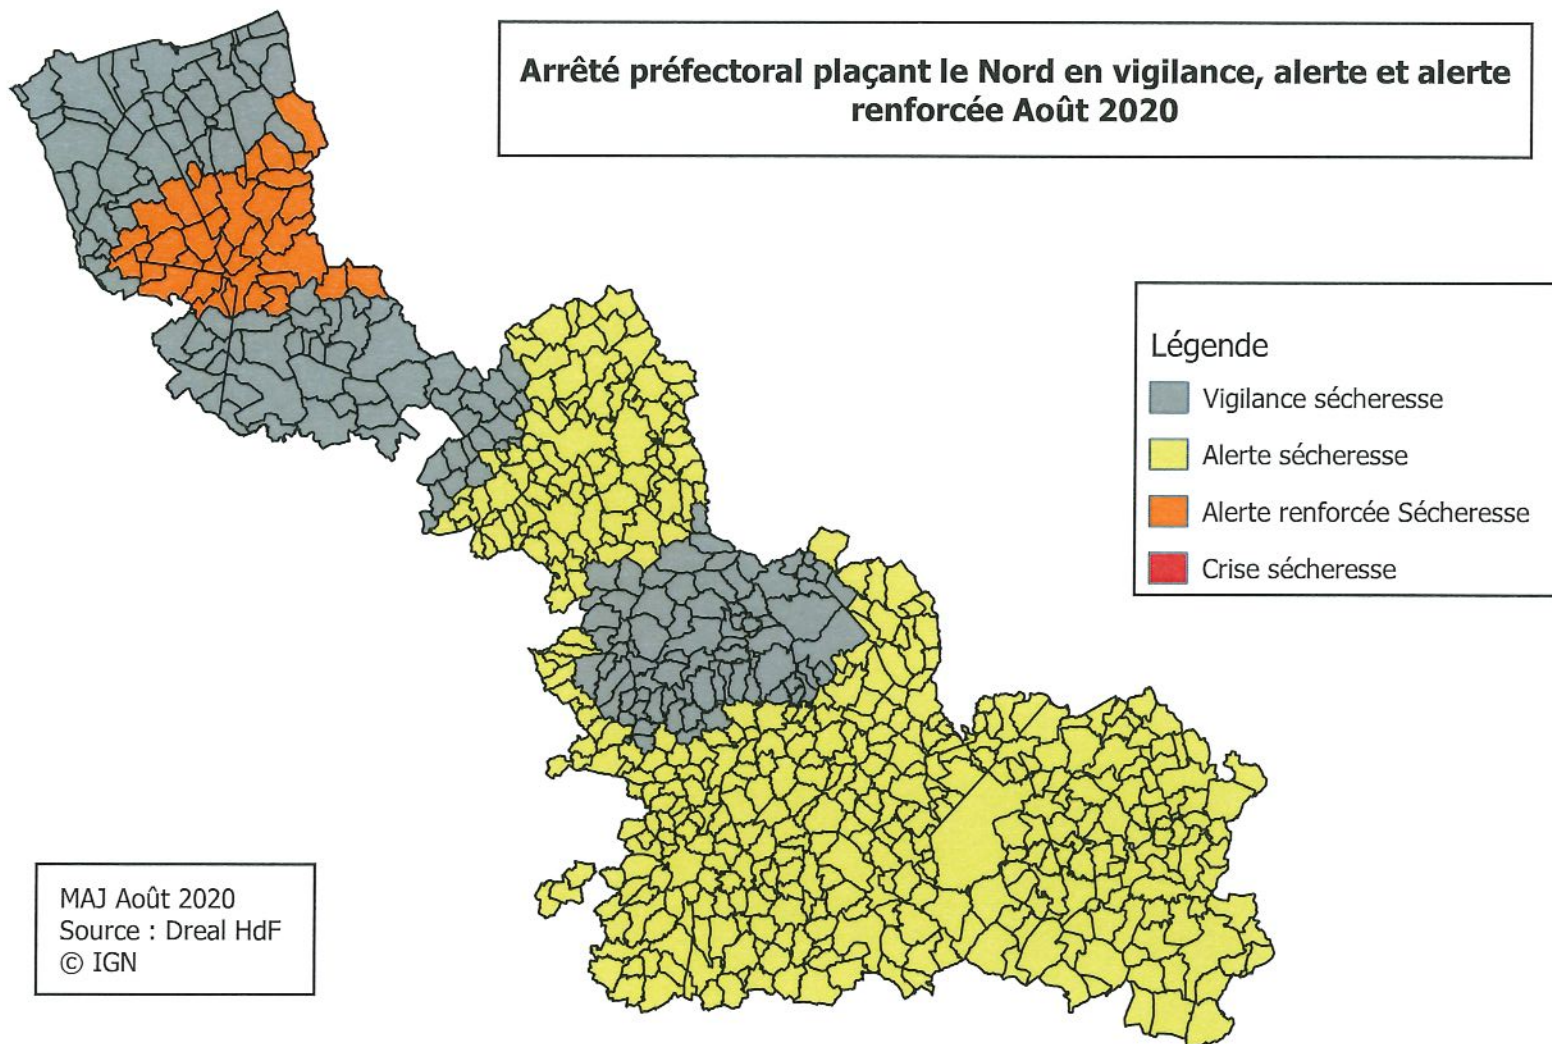 Arrêté préfectoral plaçant le Nord en vigilance, alerte et alerte
renforcée Août 2020
Légende
Vigilance sécheresse
Alerte sécheresse
Alerte renforcée Sécheresse
Crise sécheresse
MAJ Août 2020
Source : Dreal HdF
© IGN